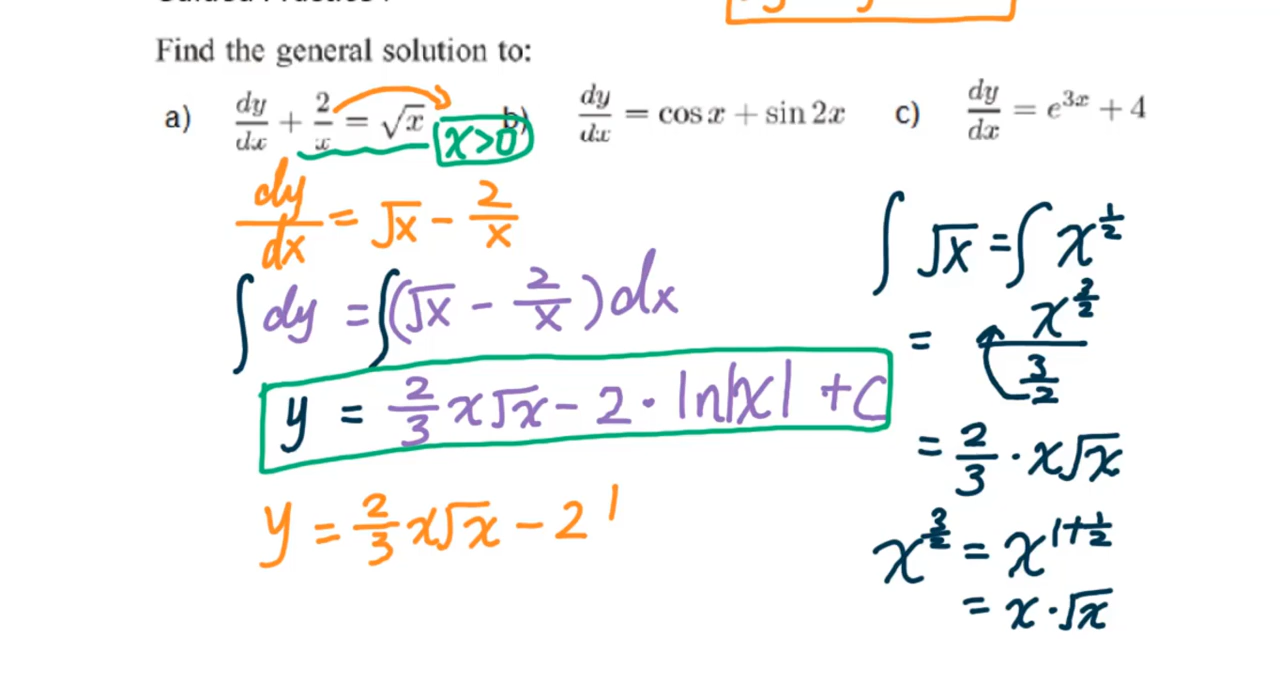 Find the general solution to:
a) dy/dx + 2/x = √x b) dy/dx = cos x + sin 2x c) dy/dx = e^{3x} + 4
x>0
dy/dx = √x - 2/x
∫ dy = ∫(√x - 2/x) dx
y = 2/3 x√x - 2 · ln|x| + C
y = 2/3 x√x - 2 l
∫ √x = ∫ x^{1/2}
= x^{3/2} / (3/2)
= 2/3 · x√x
x^{3/2} = x^{1+1/2}
= x · √x